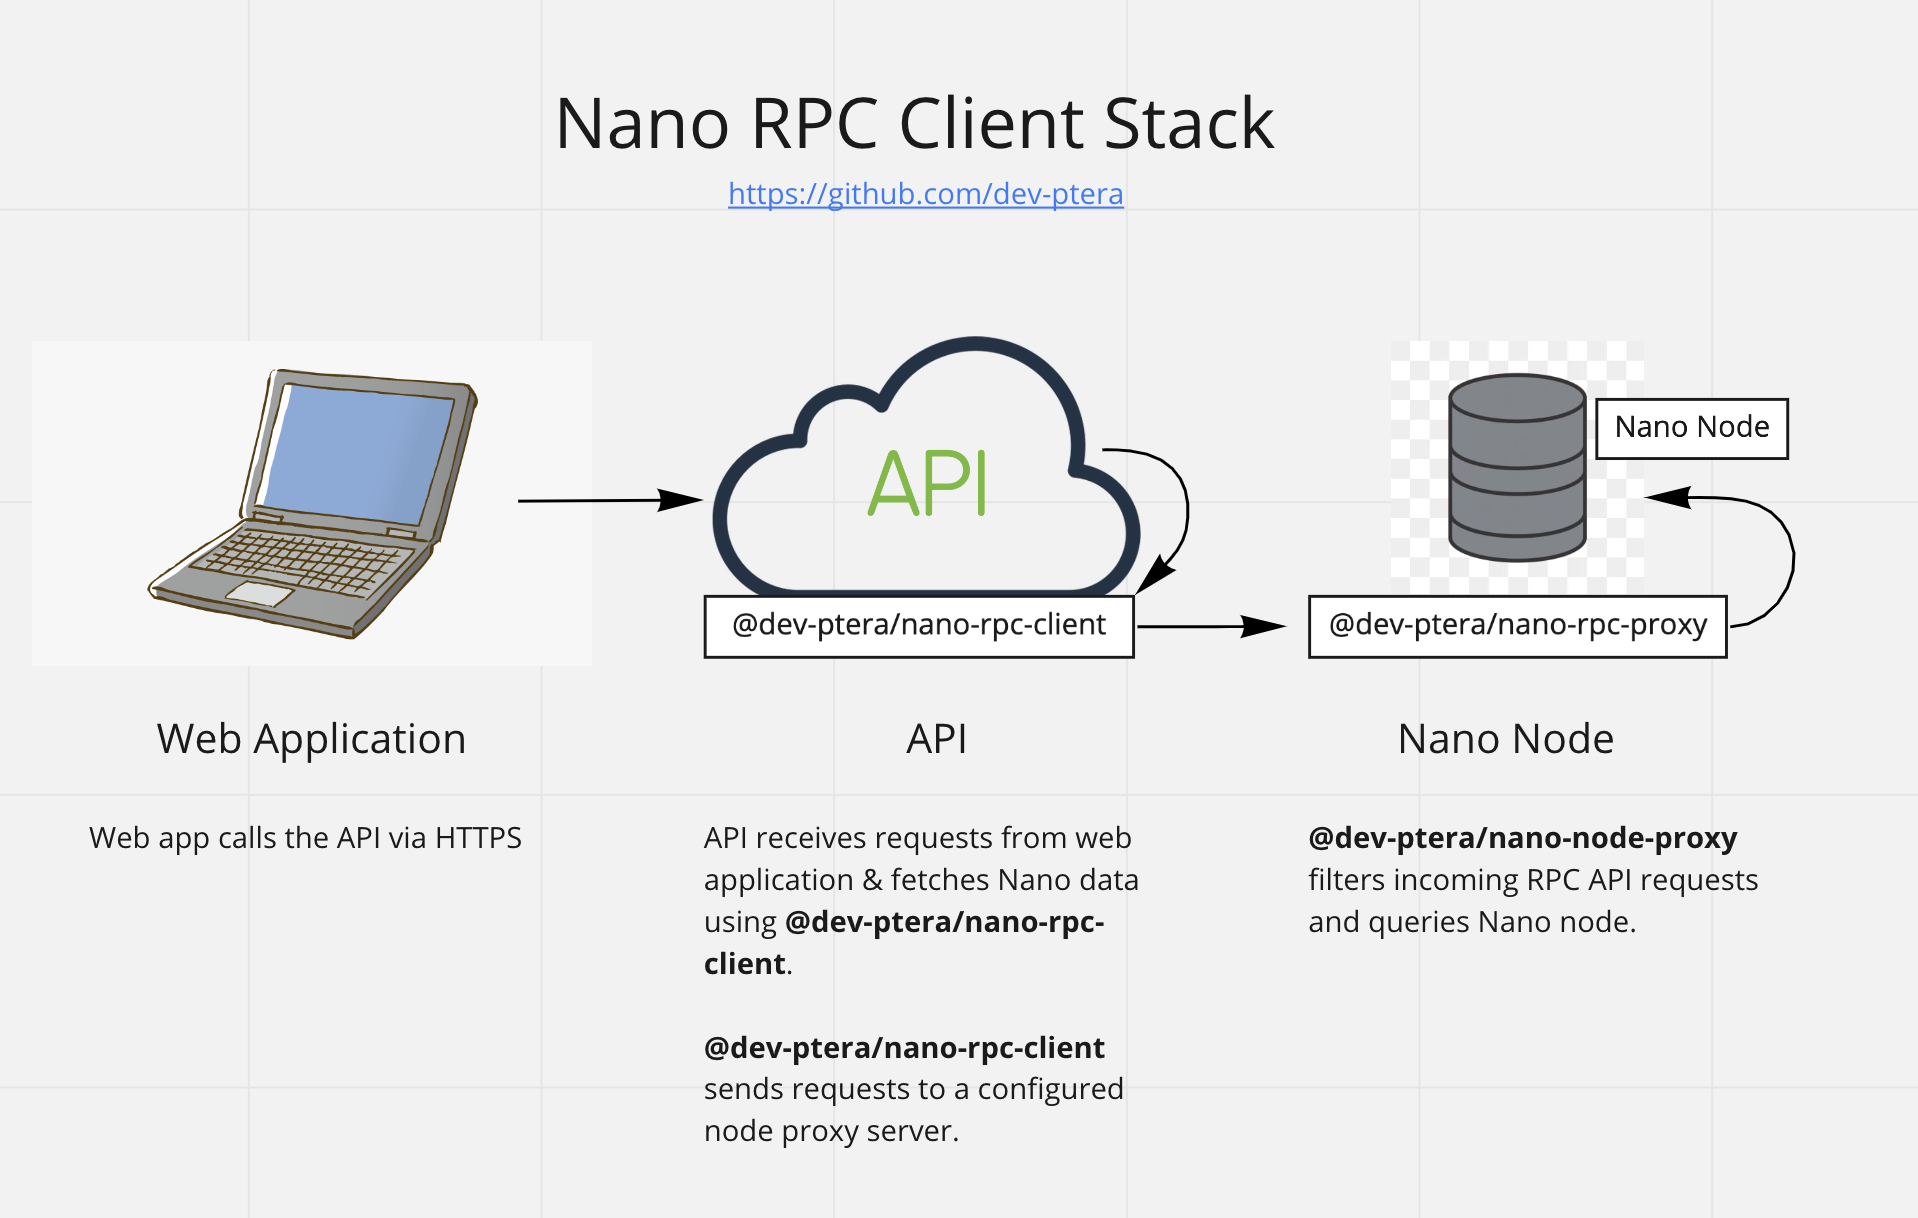 Nano RPC Client Stack
https://github.com/dev-ptera
API
Nano Node
@dev-ptera/nano-rpc-client
@dev-ptera/nano-rpc-proxy
Web Application
API
Nano Node
Web app calls the API via HTTPS
API receives requests from web
application & fetches Nano data
using @dev-ptera/nano-rpc-
client.
@dev-ptera/nano-rpc-client
sends requests to a configured
node proxy server.
@dev-ptera/nano-node-proxy
filters incoming RPC API requests
and queries Nano node.